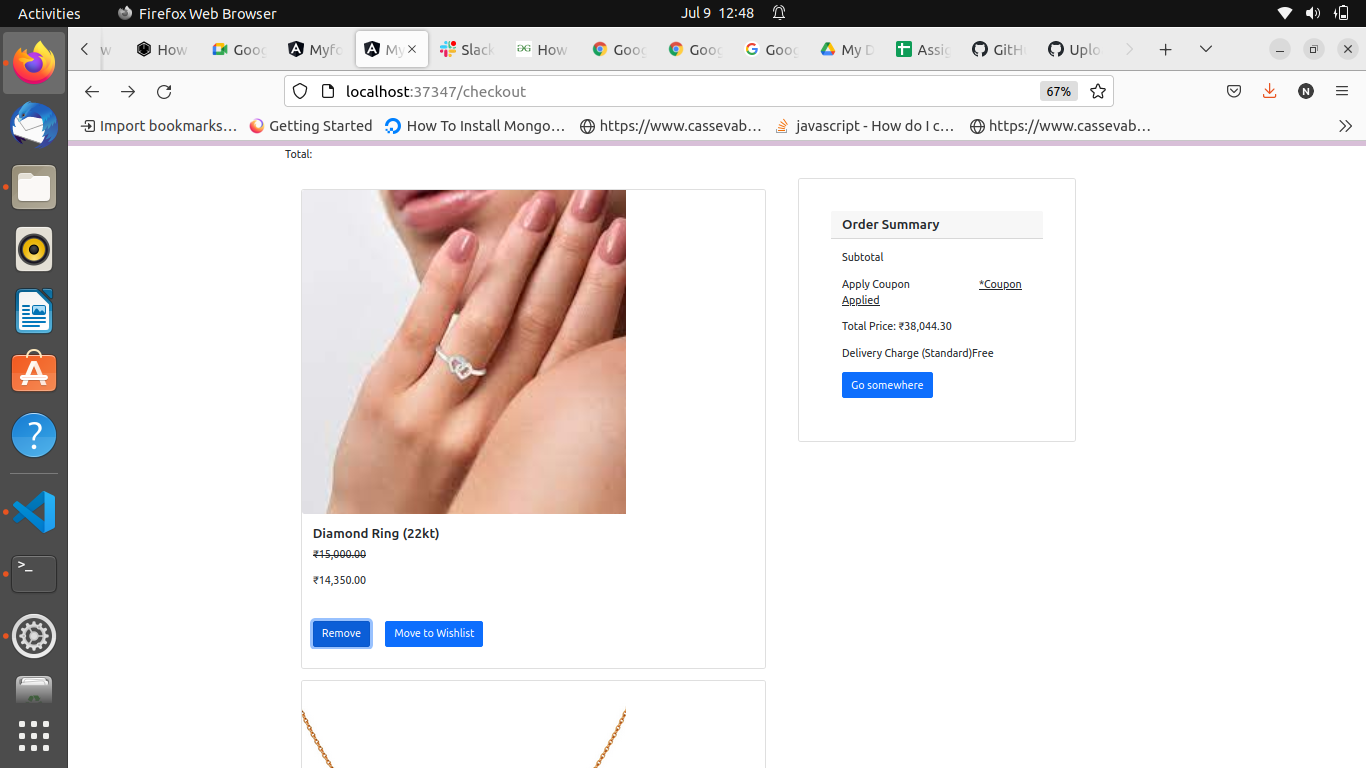 Activities Firefox Web Browser Jul 9 12:48
How Goog Myfo My Slack How Goog Goog Goog My D Assig GitH Uplo
localhost:37347/checkout 67% N
Import bookmarks... Getting Started How To Install Mongo... https://www.cassevab... javascript - How do I c... https://www.cassevab...
Total:
Order Summary
Subtotal
Apply Coupon *Coupon
Applied
Total Price: ₹38,044.30
Delivery Charge (Standard)Free
Go somewhere
Diamond Ring (22kt)
₹15,000.00
₹14,350.00
Remove Move to Wishlist